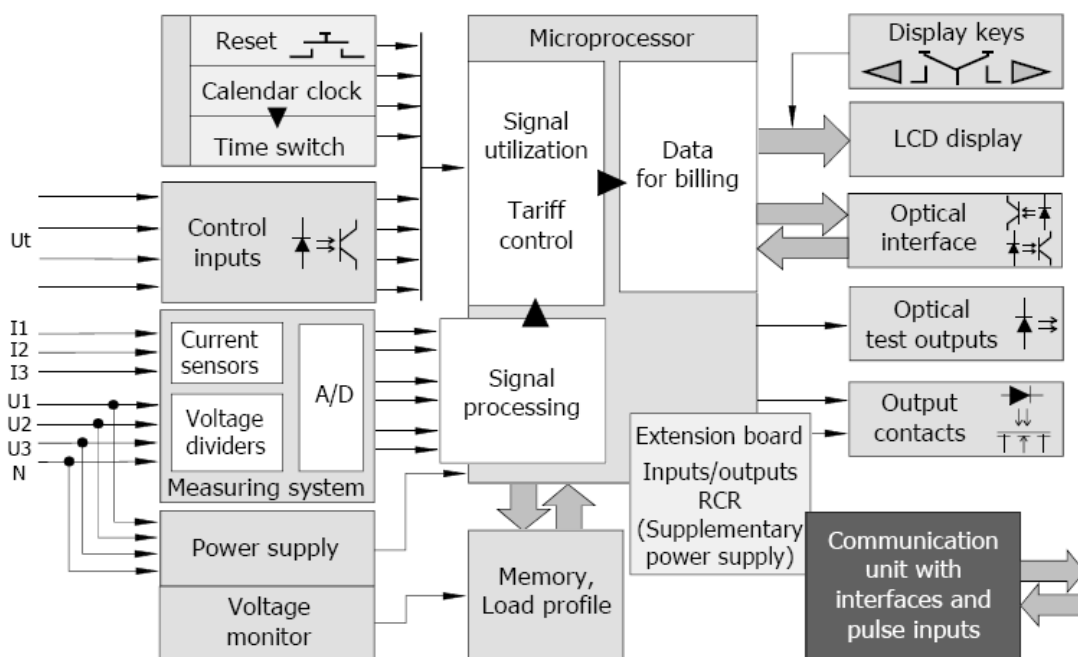 Reset
Calendar clock
Time switch
Ut
Control
inputs
I1
I2
I3
U1
U2
U3
N
Current
sensors
Voltage
dividers
A/D
Measuring system
Power supply
Voltage
monitor
Microprocessor
Signal
utilization
Tariff
control
Data
for billing
Signal
processing
Memory,
Load profile
Extension board
Inputs/outputs
RCR
(Supplementary
power supply)
Display keys
LCD display
Optical
interface
Optical
test outputs
Output
contacts
Communication
unit with
interfaces and
pulse inputs